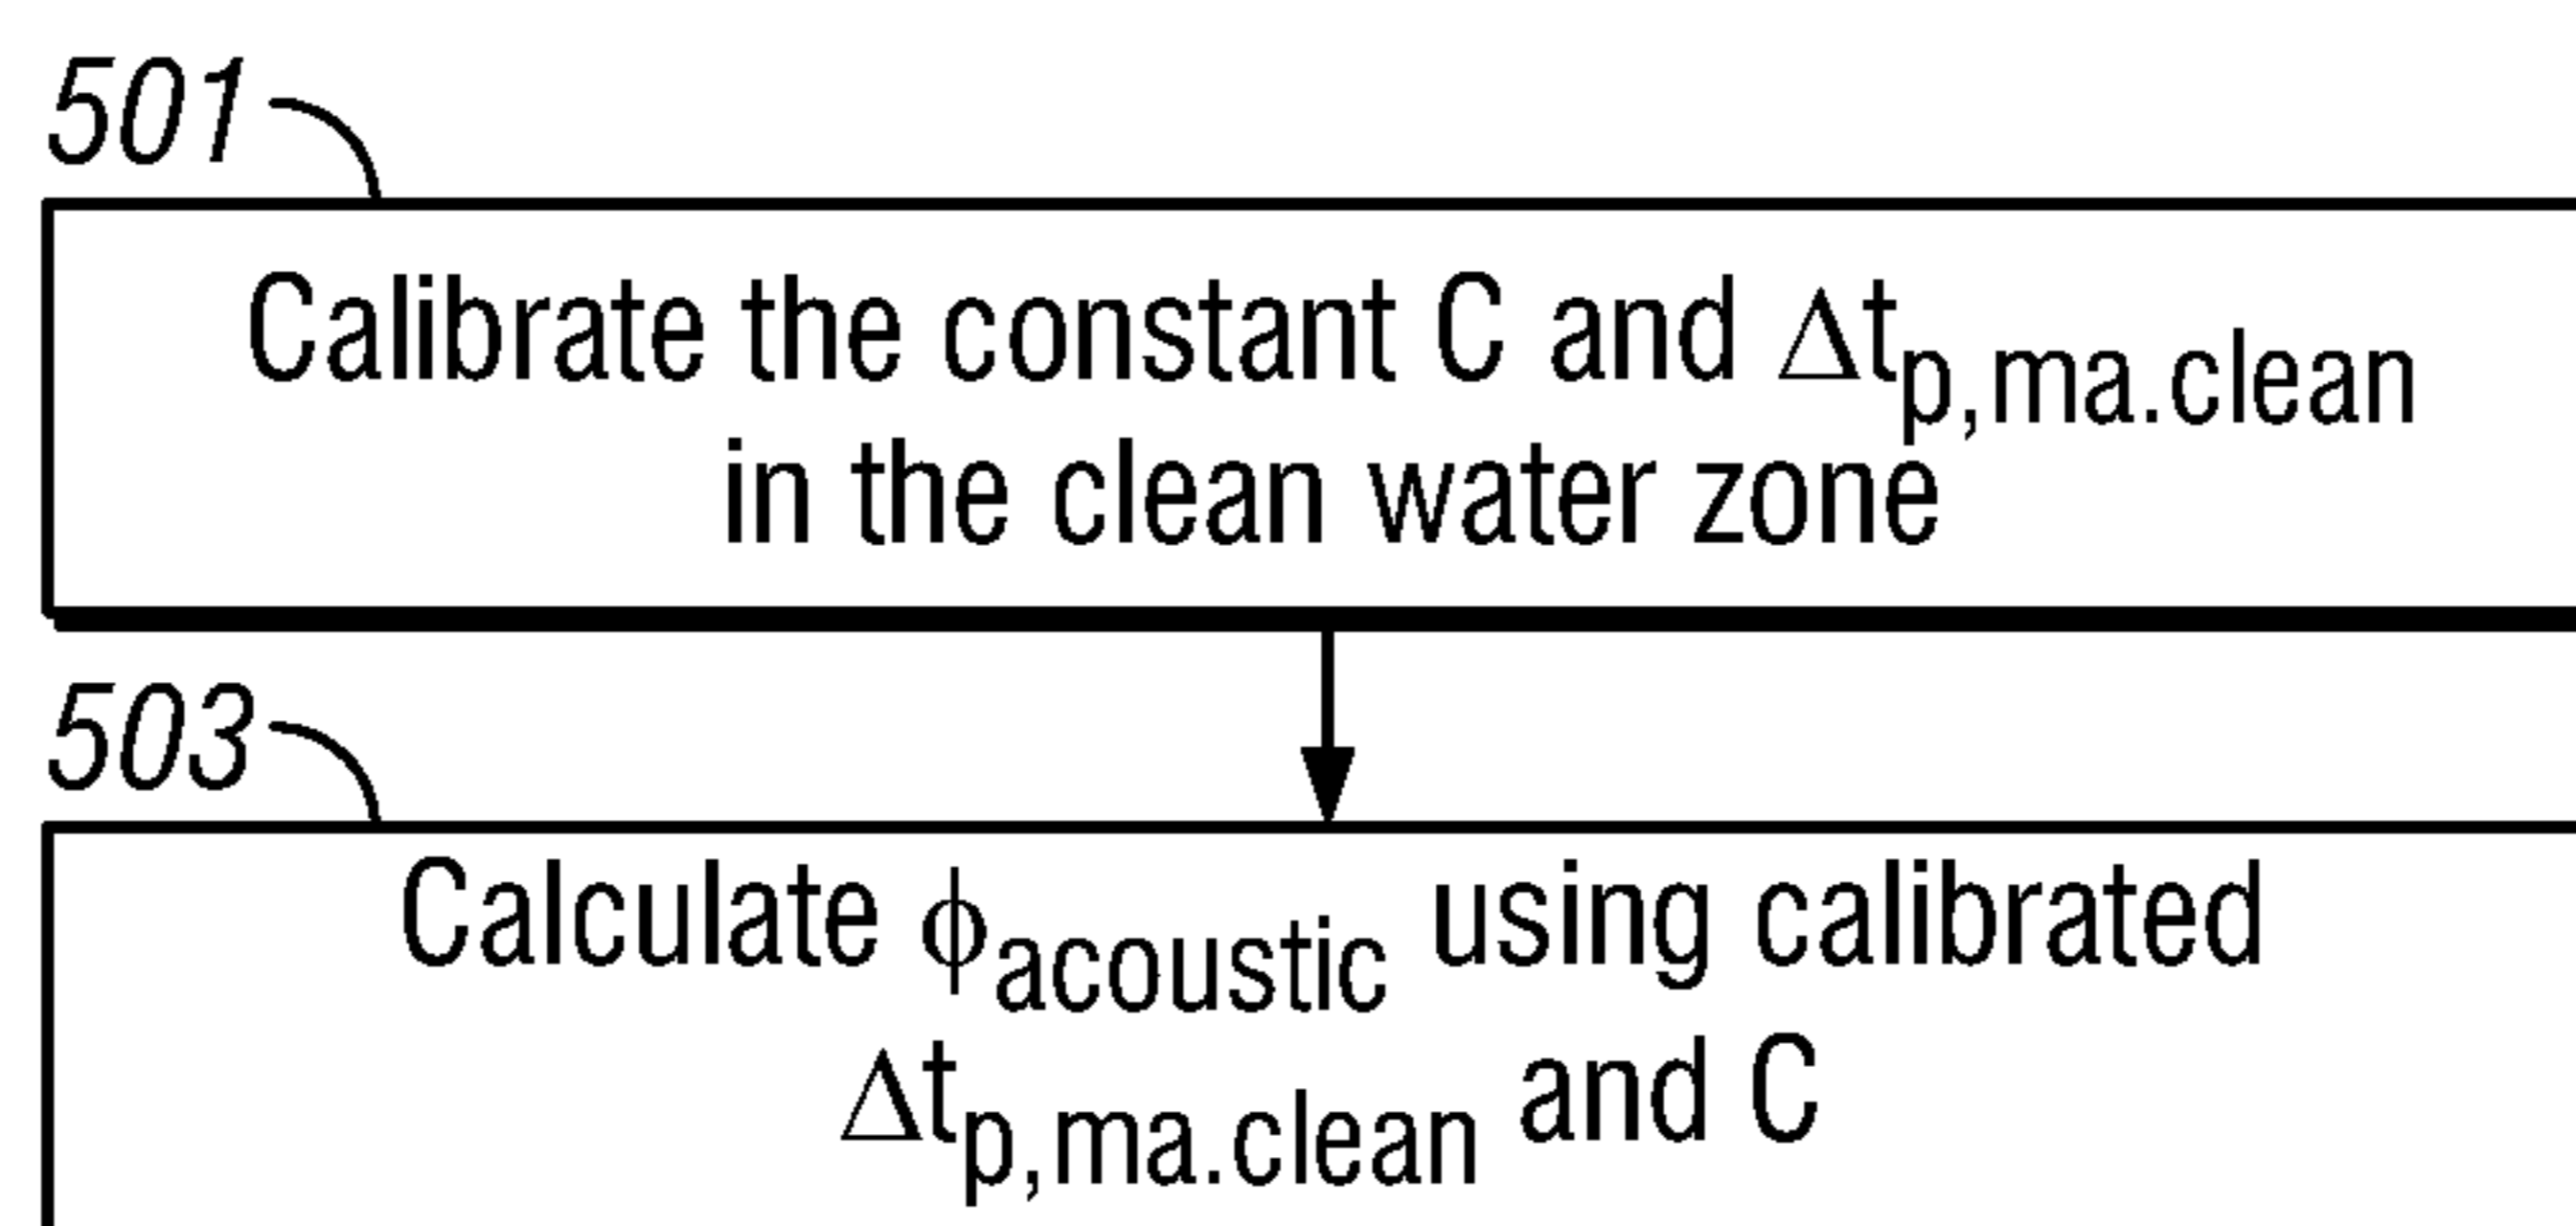 501
Calibrate the constant C and Δtp,ma.clean
in the clean water zone
503
Calculate ϕacoustic using calibrated
Δtp,ma.clean and C